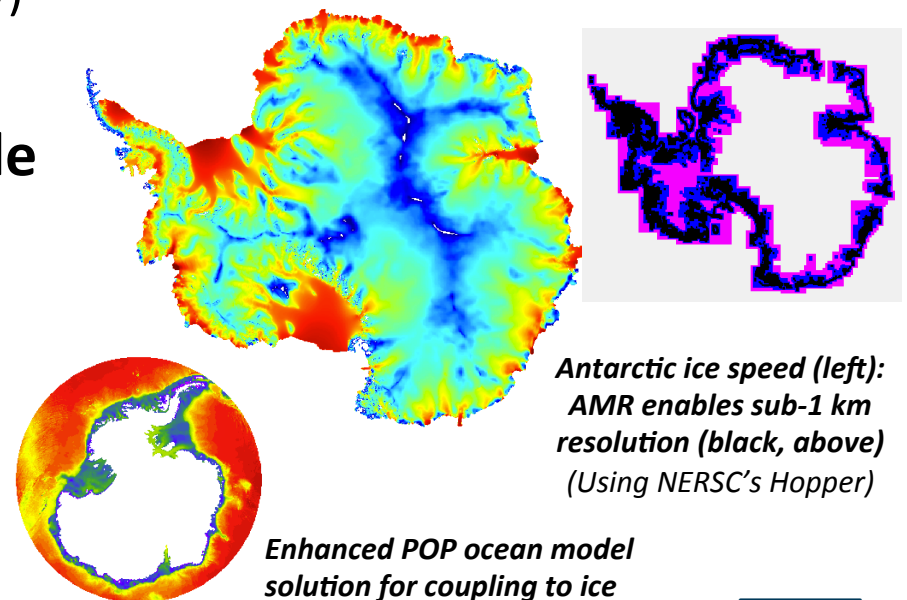 )
le
Antarctic ice speed (left):
AMR enables sub-1 km
resolution (black, above)
(Using NERSC's Hopper)
Enhanced POP ocean model
solution for coupling to ice